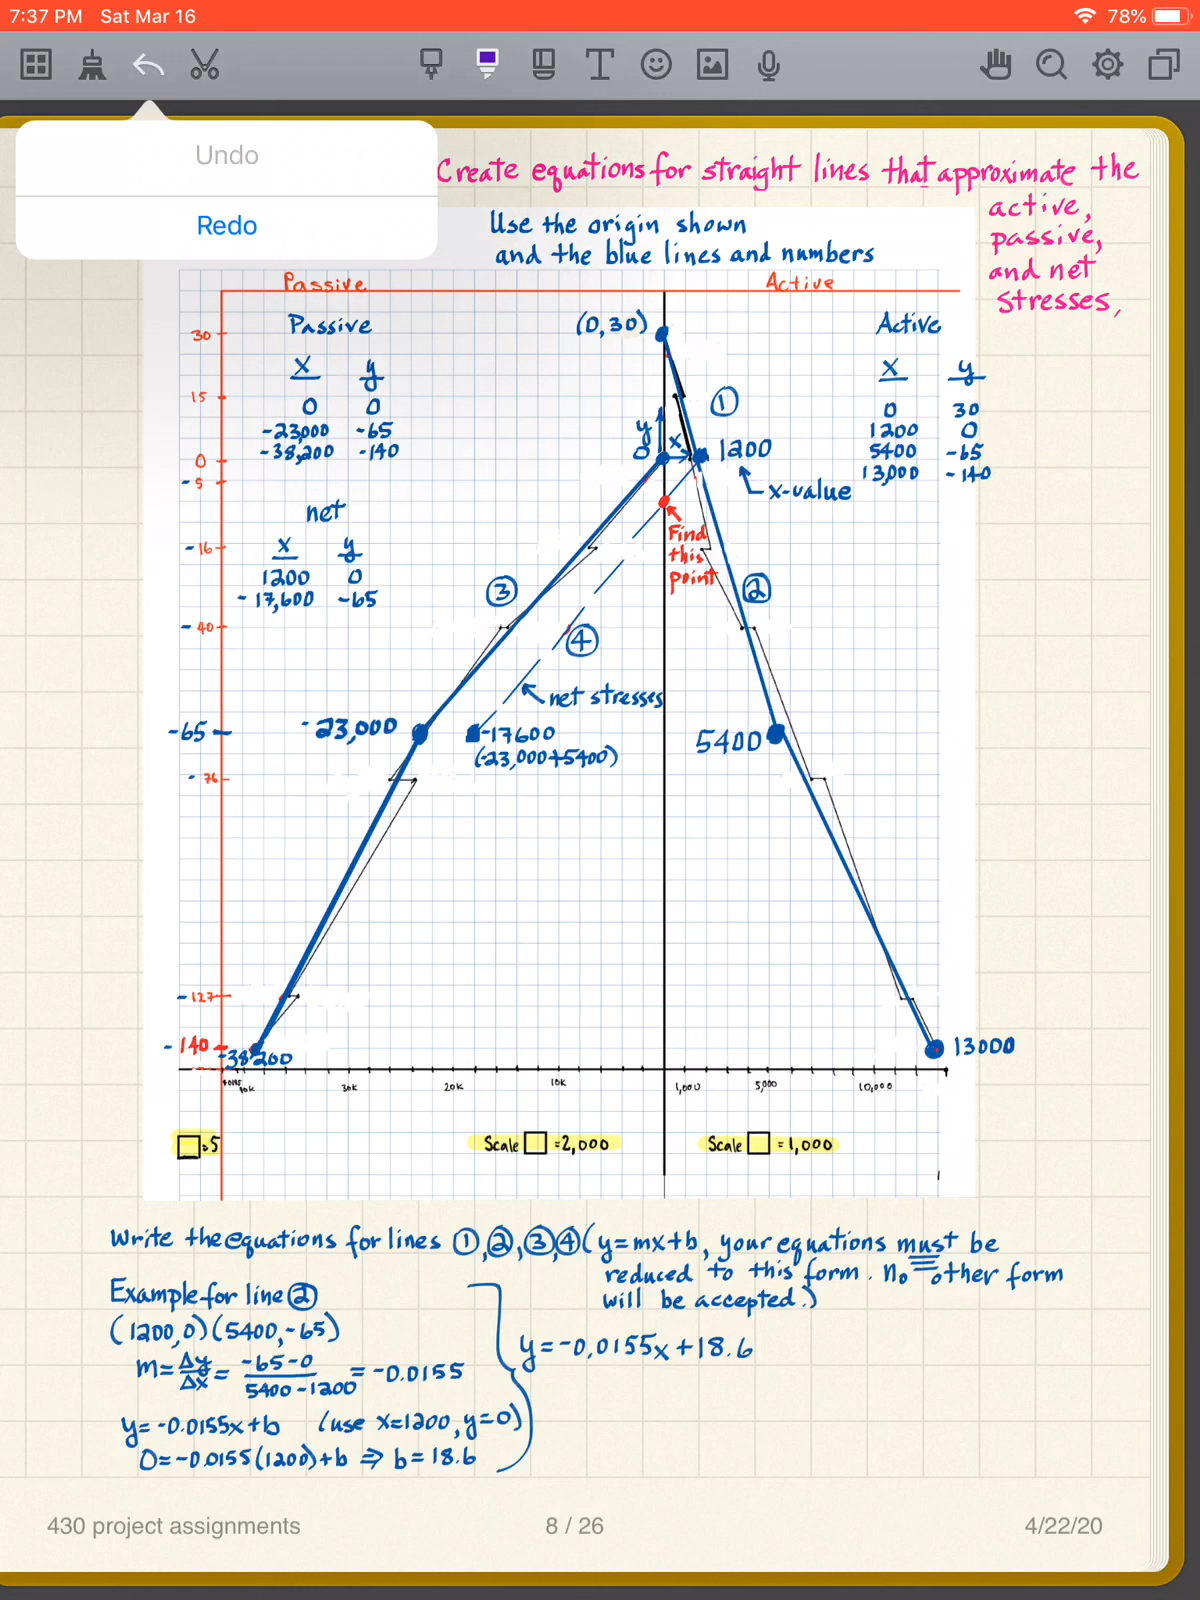 7:37 PM Sat Mar 16
78%
Undo
Redo
Create equations for straight lines that approximate the
active,
passive,
and net
stresses,
Use the origin shown
and the blue lines and numbers
Passive
Active
Passive
x y
0 0
-23,000 -65
-38,200 -140
net
x y
1200 0
-17,600 -65
(0,30)
①
y
0
x
1200
x-value
Active
x y
0 30
1200 0
5400 -65
13,000 -140
30
15
0
-5
-16
-40
-65
-76
-127
-140
Find
this
point
②
③
④
net stresses
-23,000
-17600
(-23,000+5400)
5400
-38200
13000
40k
30k
20k
10k
1,000
5,000
10,000
=5
Scale =2,000
Scale =1,000
Write the equations for lines ①,②,③,④ (y=mx+b, your equations must be
reduced to this form. no other form
will be accepted.)
Example for line ②
(1200,0)(5400,-65)
m=Δy/Δx= -65-0/5400-1200 = -0.0155
y=-0.0155x+b (use x=1200, y=0)
0=-0.0155(1200)+b ⇒ b=18.6
y=-0.0155x+18.6
430 project assignments
8 / 26
4/22/20